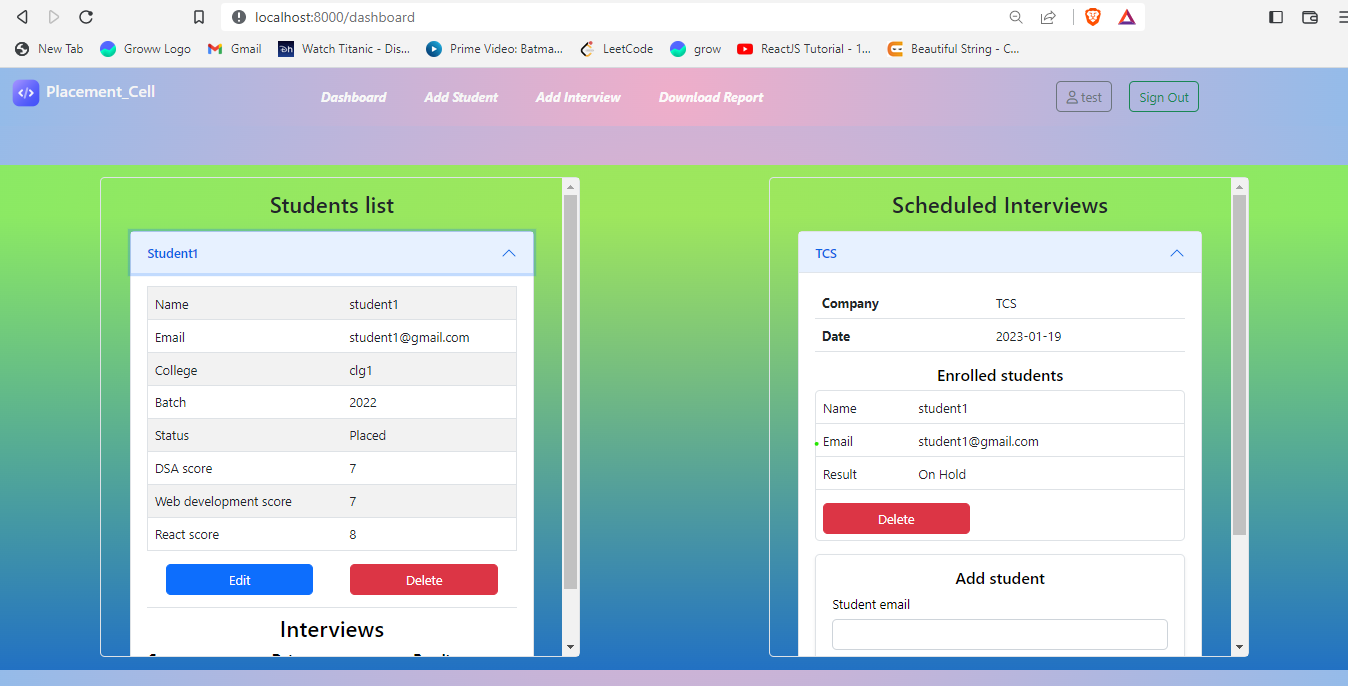 localhost:8000/dashboard
New Tab Groww Logo Gmail Watch Titanic - Dis... Prime Video: Batma... LeetCode grow ReactJS Tutorial - 1... Beautiful String - C...
Placement_Cell Dashboard Add Student Add Interview Download Report test Sign Out
Students list
Student1
Name student1
Email student1@gmail.com
College clg1
Batch 2022
Status Placed
DSA score 7
Web development score 7
React score 8
Edit Delete
Interviews
Scheduled Interviews
TCS
Company TCS
Date 2023-01-19
Enrolled students
Name student1
Email student1@gmail.com
Result On Hold
Delete
Add student
Student email